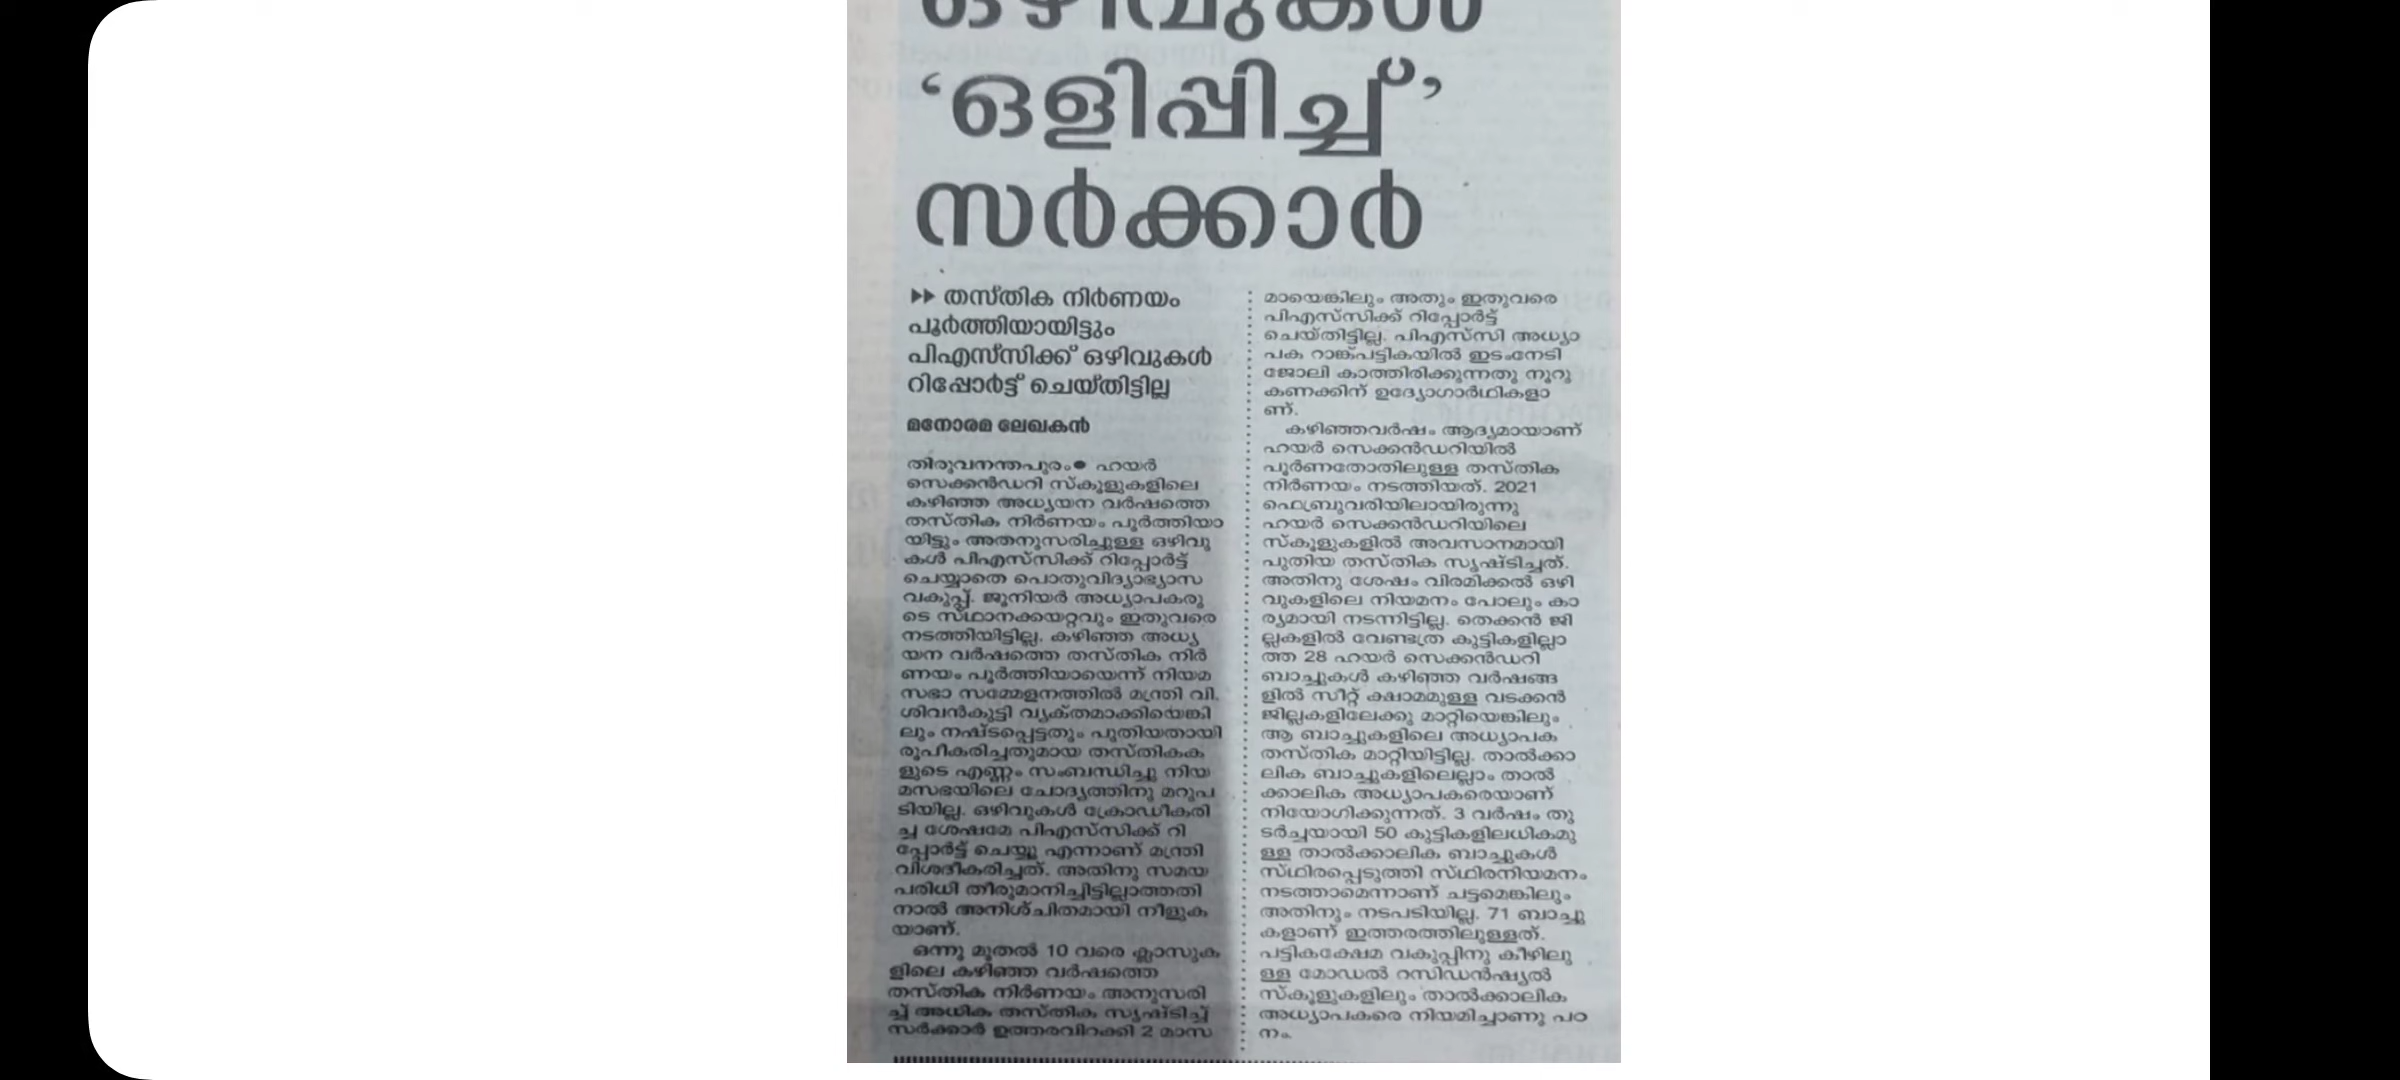 ഒഴിവുകൾ
‘ഒളിപ്പിച്ച്’
സർക്കാർ
തസ്തിക നിർണയം
പൂർത്തിയായിട്ടും
പിഎസ്‌സിക്ക് ഒഴിവുകൾ
റിപ്പോർട്ട് ചെയ്തിട്ടില്ല
മനോരമ ലേഖകൻ
തിരുവനന്തപുരം● ഹയർ
സെക്കൻഡറി സ്കൂളുകളിലെ
കഴിഞ്ഞ അധ്യയന വർഷത്തെ
തസ്തിക നിർണയം പൂർത്തിയാ
യിട്ടും അതനുസരിച്ചുള്ള ഒഴിവു
കൾ പിഎസ്‌സിക്ക് റിപ്പോർട്ട്
ചെയ്യാതെ പൊതുവിദ്യാഭ്യാസ
വകുപ്പ്. ജൂനിയർ അധ്യാപകരു
ടെ സ്ഥാനക്കയറ്റവും ഇതുവരെ
നടത്തിയിട്ടില്ല. കഴിഞ്ഞ അധ്യ
യന വർഷത്തെ തസ്തിക നിർ
ണയം പൂർത്തിയായെന്ന് നിയമ
സഭാ സമ്മേളനത്തിൽ മന്ത്രി വി.
ശിവൻകുട്ടി വ്യക്തമാക്കിയെങ്കി
ലും നഷ്ടപ്പെട്ടതും പുതിയതായി
രൂപീകരിച്ചതുമായ തസ്തികക
ളുടെ എണ്ണം സംബന്ധിച്ചു നിയ
മസഭയിലെ ചോദ്യത്തിനു മറുപ
ടിയില്ല. ഒഴിവുകൾ ക്രോഡീകരി
ച്ച ശേഷമേ പിഎസ്‌സിക്ക് റി
പ്പോർട്ട് ചെയ്യൂ എന്നാണ് മന്ത്രി
വിശദീകരിച്ചത്. അതിനു സമയ
പരിധി തീരുമാനിച്ചിട്ടില്ലാത്തതി
നാൽ അനിശ്ചിതമായി നീളുക
യാണ്.
ഒന്നു മുതൽ 10 വരെ ക്ലാസുക
ളിലെ കഴിഞ്ഞ വർഷത്തെ
തസ്തിക നിർണയം അനുസരി
ച്ച് അധിക തസ്തിക സൃഷ്ടിച്ച്
സർക്കാർ ഉത്തരവിറക്കി 2 മാസ
മായെങ്കിലും അതും ഇതുവരെ
പിഎസ്‌സിക്ക് റിപ്പോർട്ട്
ചെയ്തിട്ടില്ല. പിഎസ്‌സി അധ്യാ
പക റാങ്ക്പട്ടികയിൽ ഇടംനേടി
ജോലി കാത്തിരിക്കുന്നതു നൂറു
കണക്കിന് ഉദ്യോഗാർഥികളാ
ണ്.
കഴിഞ്ഞവർഷം ആദ്യമായാണ്
ഹയർ സെക്കൻഡറിയിൽ
പൂർണതോതിലുള്ള തസ്തിക
നിർണയം നടത്തിയത്. 2021
ഫെബ്രുവരിയിലായിരുന്നു
ഹയർ സെക്കൻഡറിയിലെ
സ്കൂളുകളിൽ അവസാനമായി
പുതിയ തസ്തിക സൃഷ്ടിച്ചത്.
അതിനു ശേഷം വിരമിക്കൽ ഒഴി
വുകളിലെ നിയമനം പോലും കാ
ര്യമായി നടന്നിട്ടില്ല. തെക്കൻ ജി
ല്ലകളിൽ വേണ്ടത്ര കുട്ടികളില്ലാ
ത്ത 28 ഹയർ സെക്കൻഡറി
ബാച്ചുകൾ കഴിഞ്ഞ വർഷങ്ങ
ളിൽ സീറ്റ് ക്ഷാമമുള്ള വടക്കൻ
ജില്ലകളിലേക്കു മാറ്റിയെങ്കിലും
ആ ബാച്ചുകളിലെ അധ്യാപക
തസ്തിക മാറ്റിയിട്ടില്ല. താൽക്കാ
ലിക ബാച്ചുകളിലെല്ലാം താൽ
ക്കാലിക അധ്യാപകരെയാണ്
നിയോഗിക്കുന്നത്. 3 വർഷം തു
ടർച്ചയായി 50 കുട്ടികളിലധികമു
ള്ള താൽക്കാലിക ബാച്ചുകൾ
സ്ഥിരപ്പെടുത്തി സ്ഥിരനിയമനം
നടത്താമെന്നാണ് ചട്ടമെങ്കിലും
അതിനും നടപടിയില്ല. 71 ബാച്ചു
കളാണ് ഇത്തരത്തിലുള്ളത്.
പട്ടികക്ഷേമ വകുപ്പിനു കീഴിലു
ള്ള മോഡൽ റസിഡൻഷ്യൽ
സ്കൂളുകളിലും താൽക്കാലിക
അധ്യാപകരെ നിയമിച്ചാണു പഠ
നം.